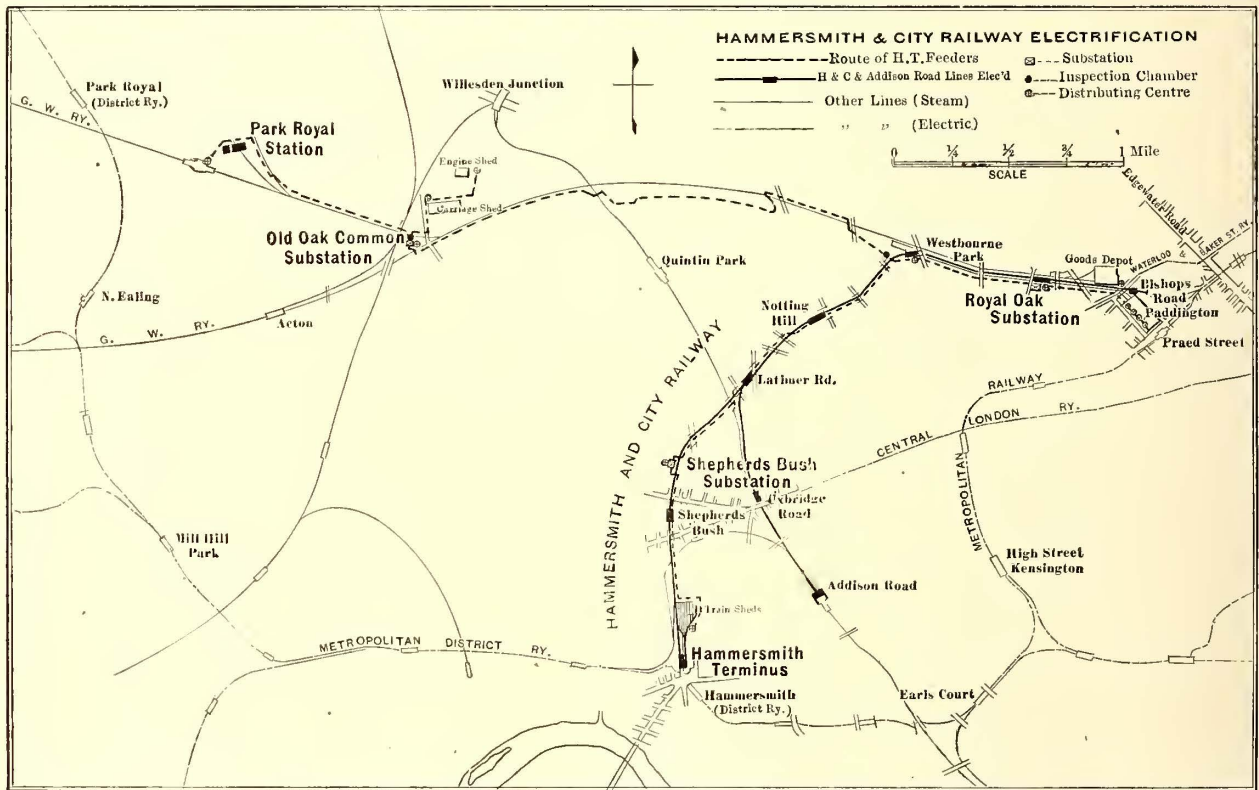 HAMMERSMITH & CITY RAILWAY ELECTRIFICATION
Route of H.T. Feeders
H & C & Addison Road Lines Elec'd
Other Lines (Steam)
" " (Electric)
Substation
Inspection Chamber
Distributing Centre
0 ¼ ½ ¾ 1 Mile
SCALE
Park Royal
(District Ry.)
G. W. RY.
Park Royal
Station
Willesden Junction
Engine Shed
Carriage Shed
Old Oak Common
Substation
N. Ealing
G. W. RY.
Acton
Quintin Park
Westbourne
Park
Goods Depot
Edgewater Road
WATERLOO &
BAKER ST. RY.
Bishops
Road
Paddington
Royal Oak
Substation
Praed Street
Notting
Hill
Latimer Rd.
HAMMERSMITH AND CITY RAILWAY
RAILWAY
CENTRAL LONDON RY.
METROPOLITAN
Shepherds Bush
Substation
Uxbridge
Road
Shepherds
Bush
Mill Hill
Park
High Street
Kensington
Addison Road
Train Sheds
METROPOLITAN DISTRICT RY.
Hammersmith
Terminus
Hammersmith
(District Ry.)
Earls Court